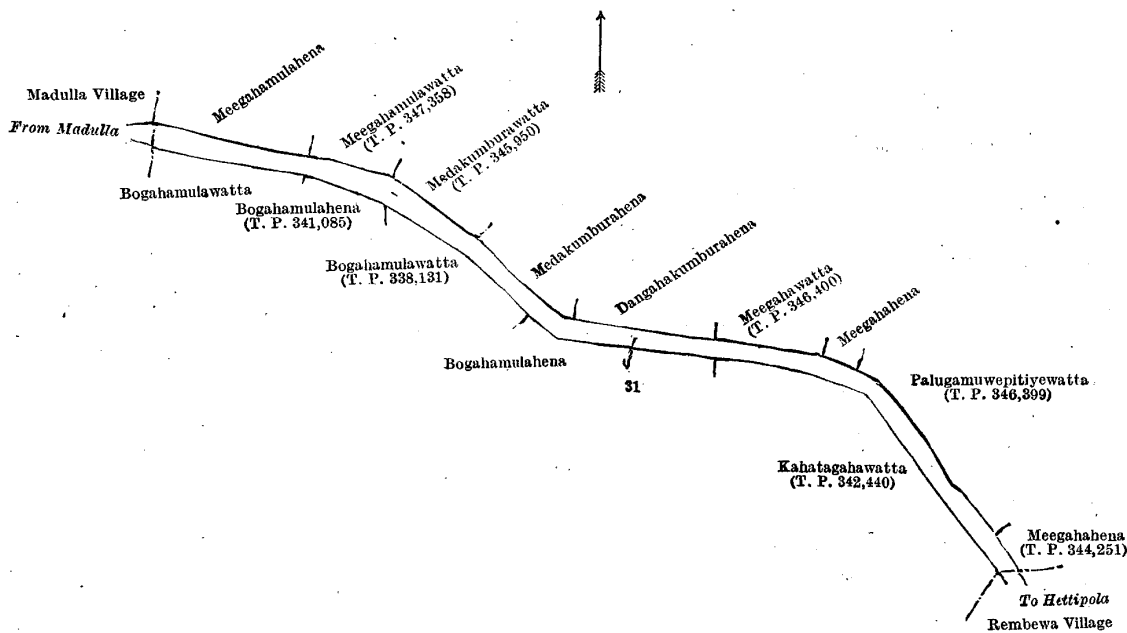 Madulla Village
From Madulla
Meegahamulahena
Meegahamulawatta
(T. P. 347,358)
Medakumburawatta
(T. P. 345,950)
Bogahamulawatta
Bogahamulahena
(T. P. 341,085)
Bogahamulawatta
(T. P. 338,131)
Medakumburahena
Dangahakumburahena
Meegahawatta
(T. P. 346,400)
Meegahahena
Bogahamulahena
31
Palugamuwepitiyewatta
(T. P. 346,399)
Kahatagahawatta
(T. P. 342,440)
Meegahahena
(T. P. 344,251)
To Hettipola
Rembewa Village